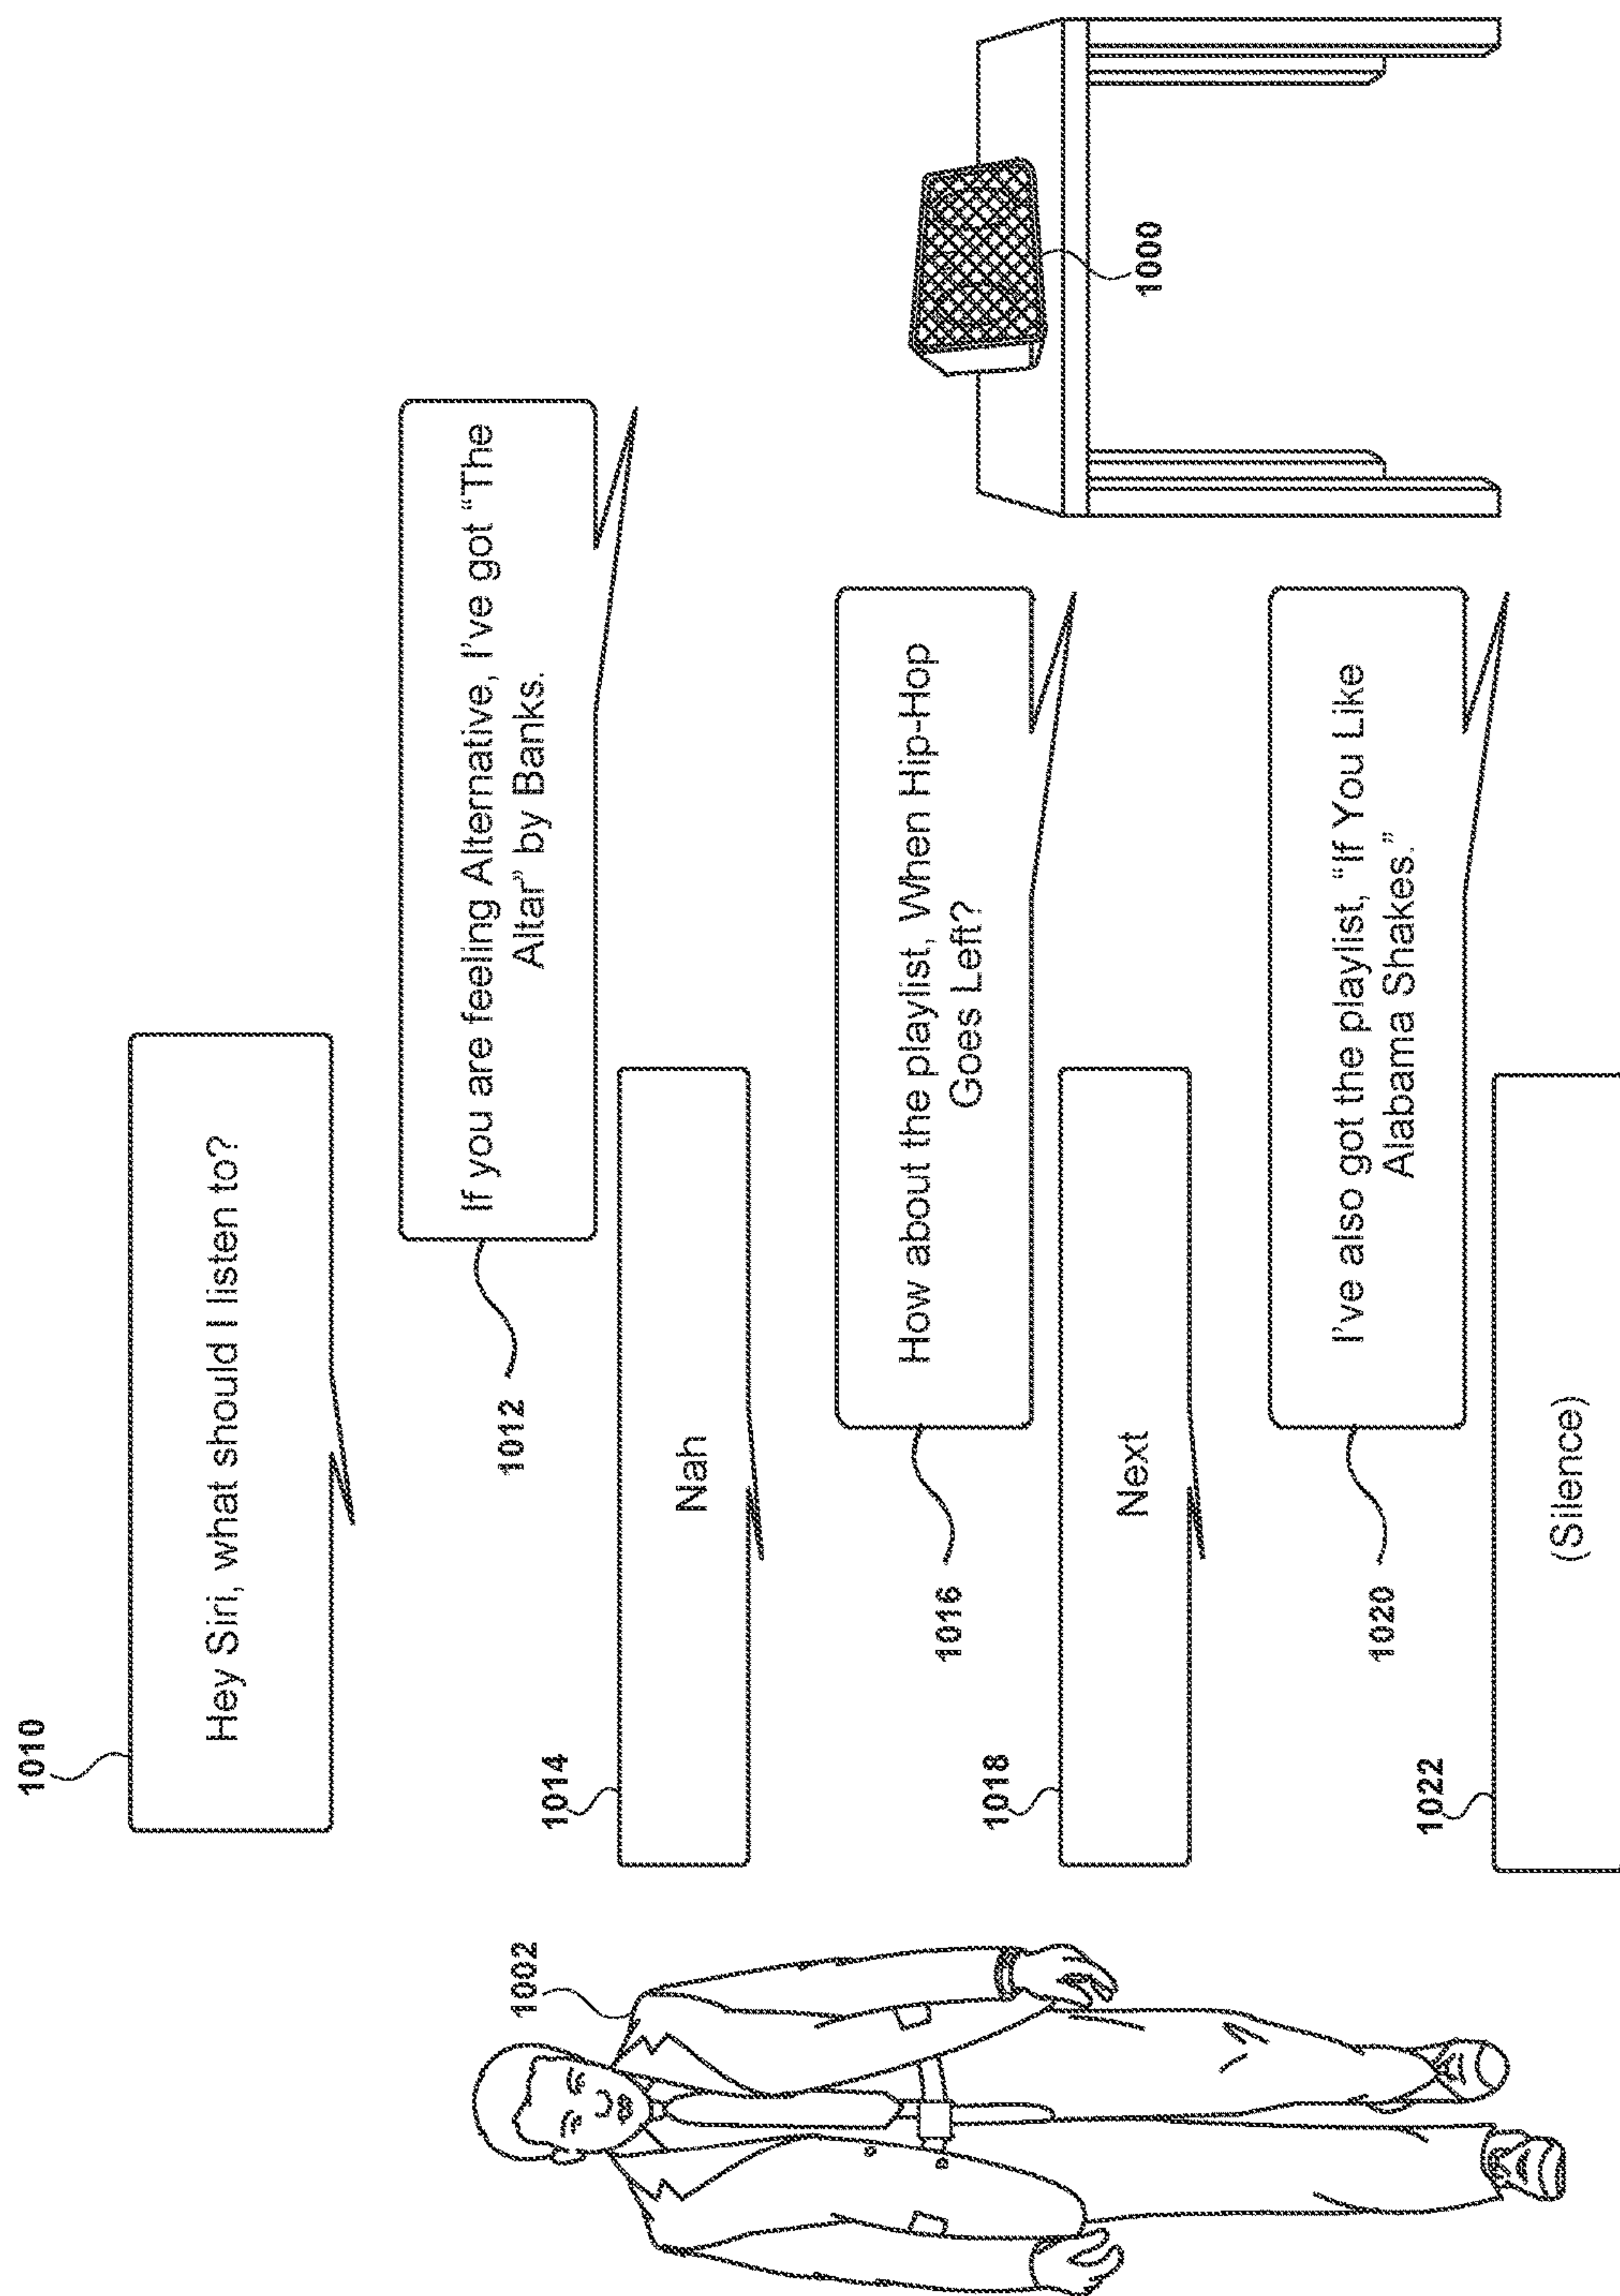 1010
Hey Siri, what should I listen to?
1012
If you are feeling Alternative, I've got “The
Altar” by Banks.
1002
1014
Nah
1016
How about the playlist, When Hip-Hop
Goes Left?
1000
1018
Next
1020
I've also got the playlist, “If You Like
Alabama Shakes.”
1022
(Silence)